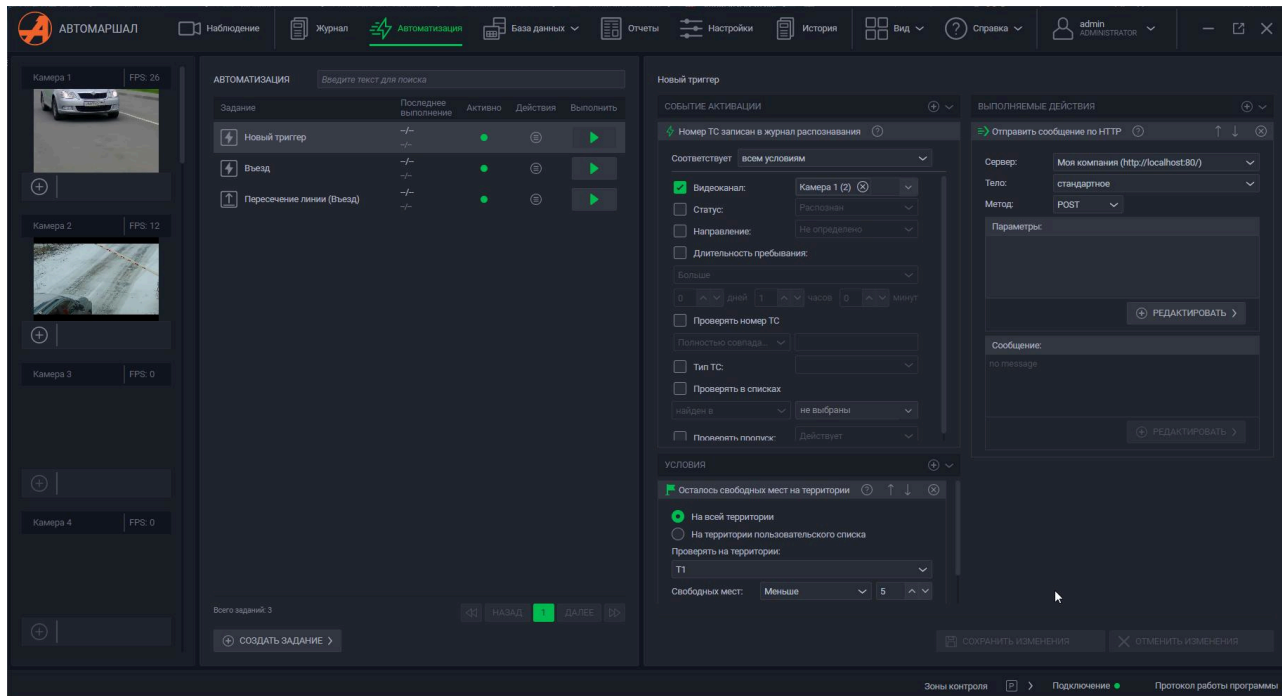 АВТОМАРШАЛ Наблюдение Журнал Автоматизация База данных Отчеты Настройки История Вид Справка admin
ADMINISTRATOR
Камера 1 FPS: 26
Камера 2 FPS: 12
Камера 3 FPS: 0
Камера 4 FPS: 0
АВТОМАТИЗАЦИЯ Введите текст для поиска
Задание Последнее выполнение Активно Действия Выполнить
Новый триггер --/--
--/--
Въезд --/--
--/--
Пересечение линии (Въезд) --/--
--/--
Всего заданий: 3 НАЗАД 1 ДАЛЕЕ
СОЗДАТЬ ЗАДАНИЕ
Новый триггер
СОБЫТИЕ АКТИВАЦИИ
Номер ТС записан в журнал распознавания ?
Соответствует всем условиям
Видеоканал: Камера 1 (2)
Статус: Распознан
Направление: Не определено
Длительность пребывания:
Больше
0 дней 1 часов 0 минут
Проверять номер ТС
Полностью совпада...
Тип ТС:
Проверять в списках
найден в не выбраны
Проверять пропуск: Действует
УСЛОВИЯ
Осталось свободных мест на территории ?
На всей территории
На территории пользовательского списка
Проверять на территории:
T1
Свободных мест: Меньше 5
ВЫПОЛНЯЕМЫЕ ДЕЙСТВИЯ
Отправить сообщение по HTTP ?
Сервер: Моя компания (http://localhost:80/)
Тело: стандартное
Метод: POST
Параметры:
РЕДАКТИРОВАТЬ
Сообщение:
no message
РЕДАКТИРОВАТЬ
СОХРАНИТЬ ИЗМЕНЕНИЯ ОТМЕНИТЬ ИЗМЕНЕНИЯ
Зоны контроля P Подключение Протокол работы программы